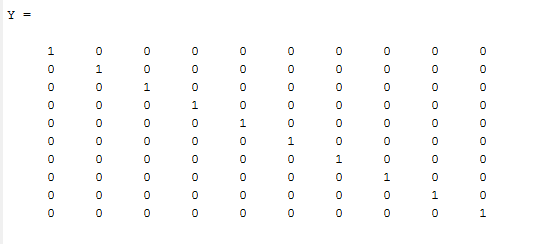 Y =
1 0 0 0 0 0 0 0 0 0
0 1 0 0 0 0 0 0 0 0
0 0 1 0 0 0 0 0 0 0
0 0 0 1 0 0 0 0 0 0
0 0 0 0 1 0 0 0 0 0
0 0 0 0 0 1 0 0 0 0
0 0 0 0 0 0 1 0 0 0
0 0 0 0 0 0 0 1 0 0
0 0 0 0 0 0 0 0 1 0
0 0 0 0 0 0 0 0 0 1